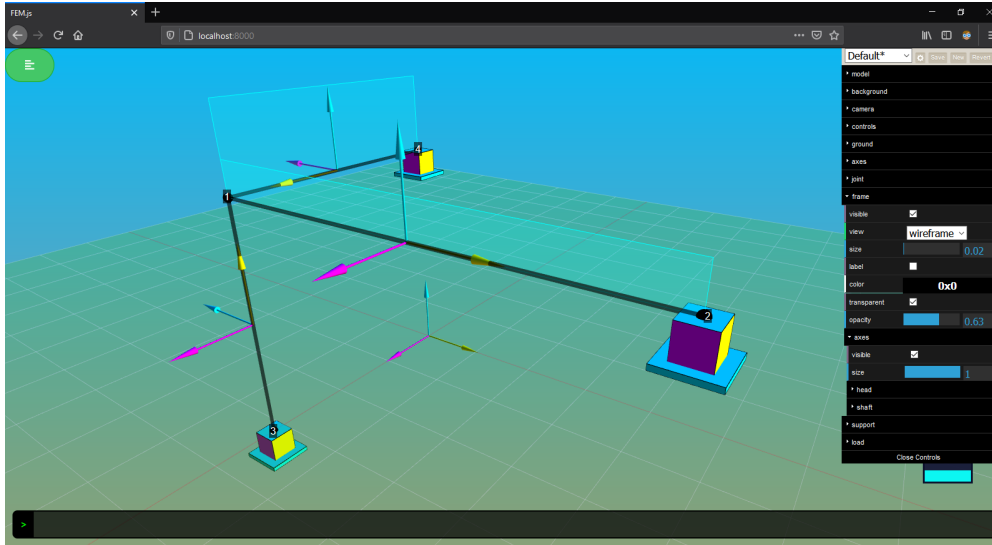 FEM.js
localhost:8000
Default*
Save New Revert
model
background
camera
controls
ground
axes
joint
frame
visible
view wireframe
size 0.02
label
color 0x0
transparent
opacity 0.63
axes
visible
size 1
head
shaft
support
load
Close Controls
4
1
2
3
>